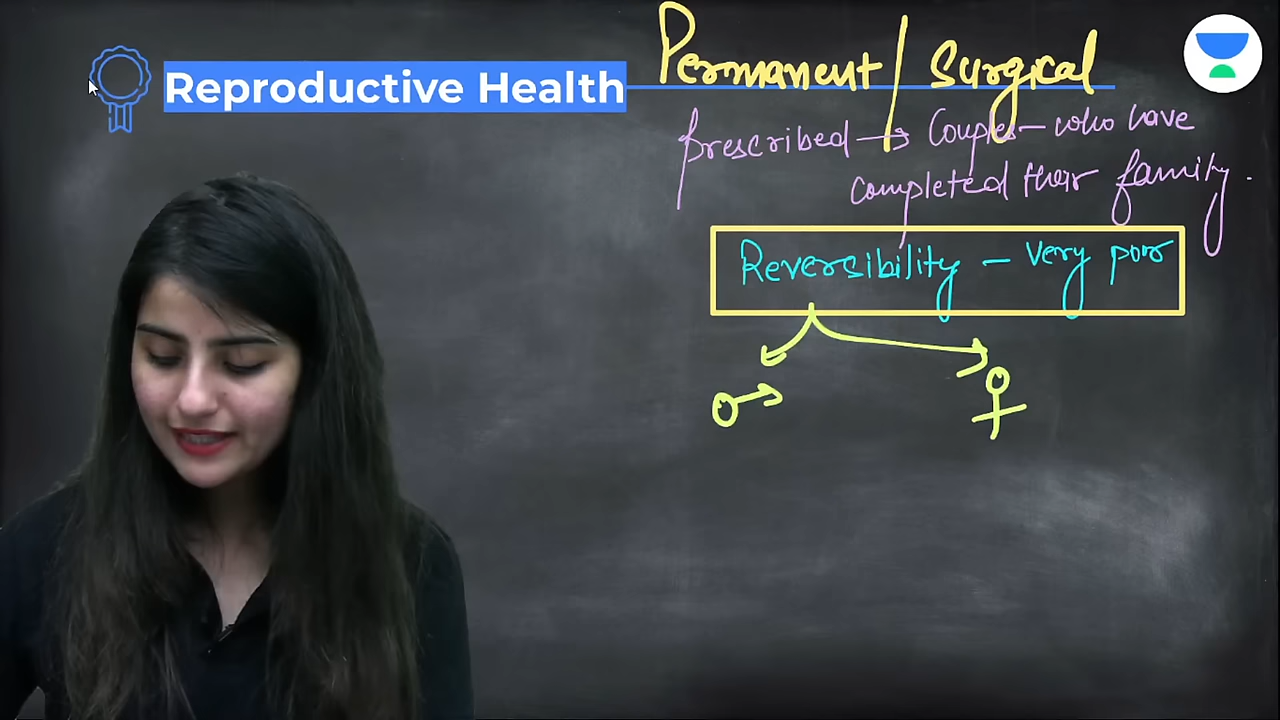 Permanent / Surgical
Reproductive Health
Prescribed → Couples – who have
completed their family.
Reversibility – Very poor